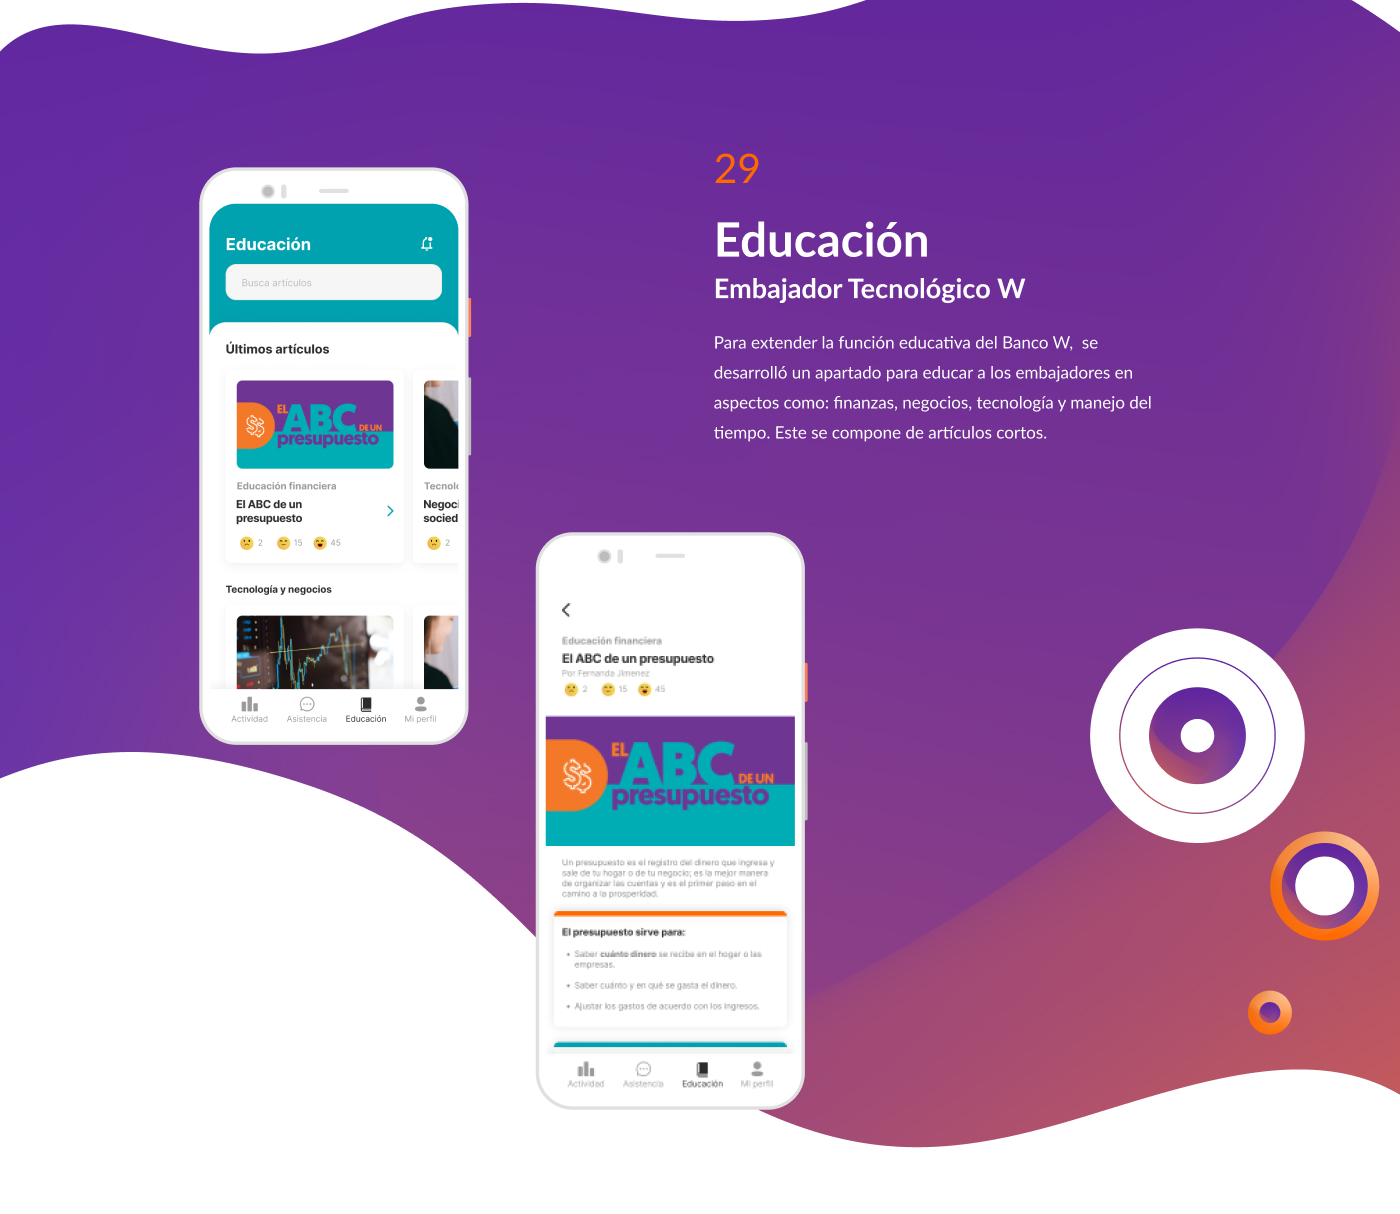 29
Educación
Embajador Tecnológico W
Para extender la función educativa del Banco W,  se
desarrolló un apartado para educar a los embajadores en
aspectos como: finanzas, negocios, tecnología y manejo del
tiempo. Este se compone de artículos cortos.
Educación
Busca artículos
Últimos artículos
EL ABC DE UN
presupuesto
Educación financiera
El ABC de un
presupuesto
2 15 45
Tecnolo
Negoci
socied
2
Tecnología y negocios
Actividad Asistencia Educación Mi perfil
Educación financiera
El ABC de un presupuesto
Por Fernanda Jimenez
2 15 45
EL ABC DE UN
presupuesto
Un presupuesto es el registro del dinero que ingresa y
sale de tu hogar o de tu negocio; es la mejor manera
de organizar las cuentas y es el primer paso en el
camino a la prosperidad.
El presupuesto sirve para:
• Saber cuánto dinero se recibe en el hogar o las
empresas.
• Saber cuánto y en qué se gasta el dinero.
• Ajustar los gastos de acuerdo con los ingresos.
Actividad Asistencia Educación Mi perfil